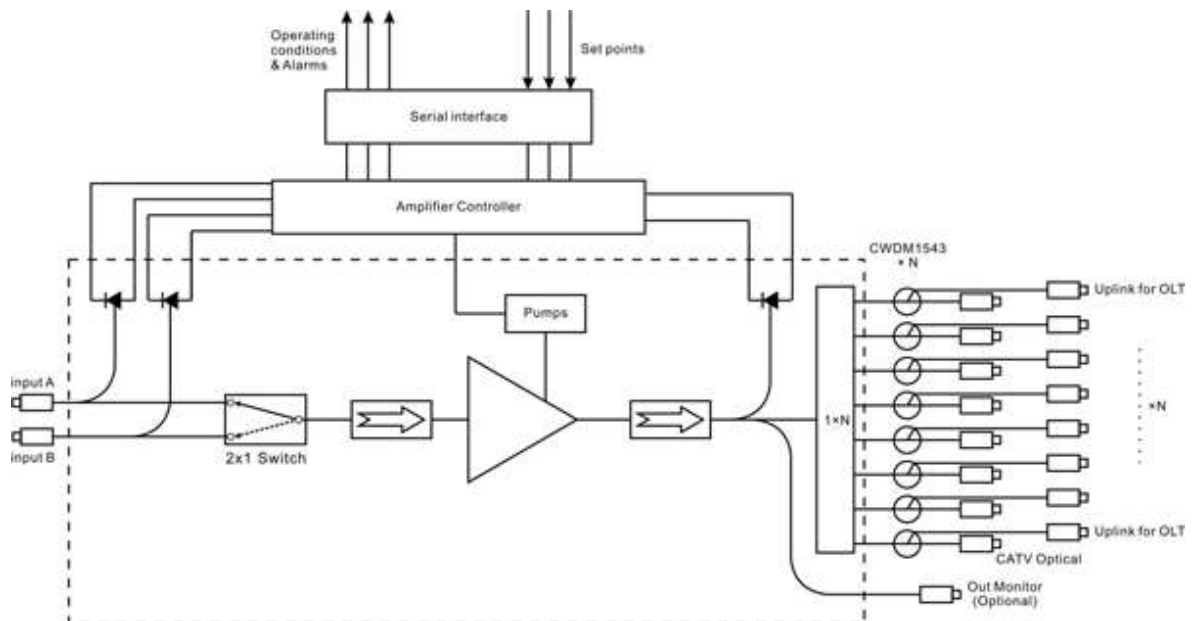 Operating
conditions
& Alarms
Set points
Serial interface
Amplifier Controller
CWDM1543
× N
Uplink for OLT
Pumps
input A
input B
2x1 Switch
1×N
×N
Uplink for OLT
CATV Optical
Out Monitor
(Optional)